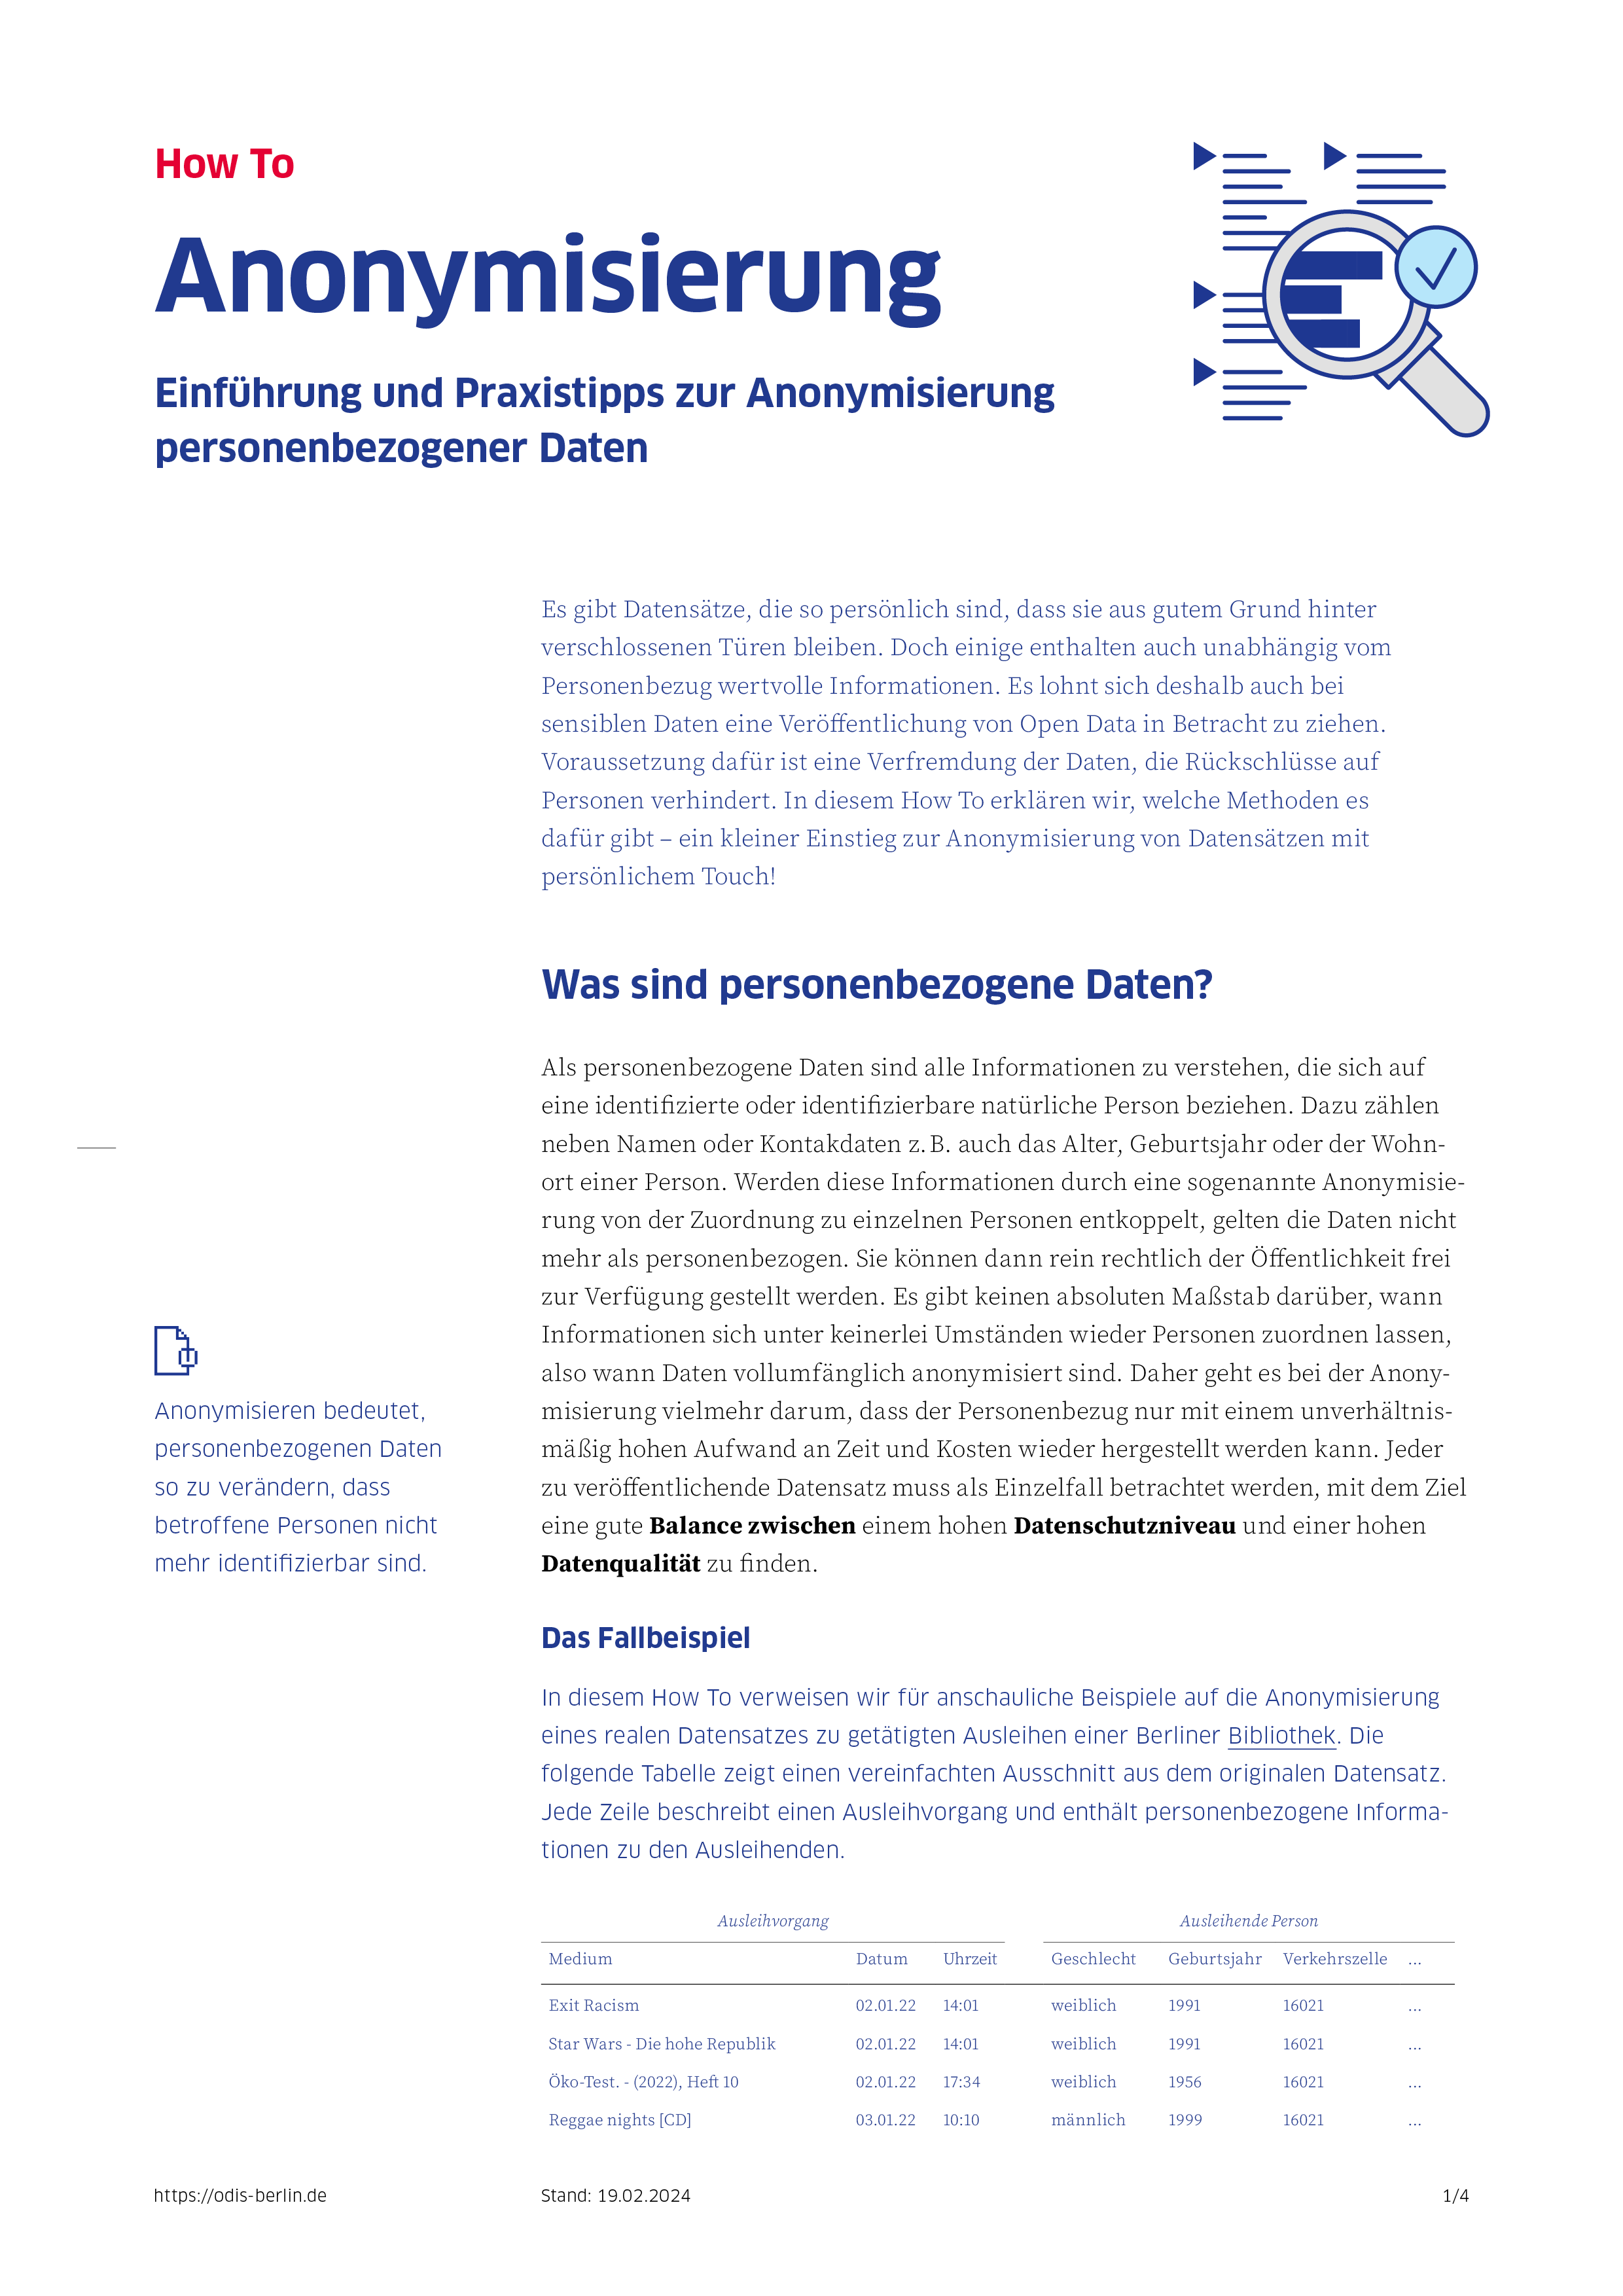 How To
Anonymisierung
Einführung und Praxistipps zur Anonymisierung
personenbezogener Daten
Es gibt Datensätze, die so persönlich sind, dass sie aus gutem Grund hinter
verschlossenen Türen bleiben. Doch einige enthalten auch unabhängig vom
Personenbezug wertvolle Informationen. Es lohnt sich deshalb auch bei
sensiblen Daten eine Veröffentlichung von Open Data in Betracht zu ziehen.
Voraussetzung dafür ist eine Verfremdung der Daten, die Rückschlüsse auf
Personen verhindert. In diesem How To erklären wir, welche Methoden es
dafür gibt – ein kleiner Einstieg zur Anonymisierung von Datensätzen mit
persönlichem Touch!
Was sind personenbezogene Daten?
Als personenbezogene Daten sind alle Informationen zu verstehen, die sich auf
eine identifizierte oder identifizierbare natürliche Person beziehen. Dazu zählen
neben Namen oder Kontakdaten z. B. auch das Alter, Geburtsjahr oder der Wohn-
ort einer Person. Werden diese Informationen durch eine sogenannte Anonymisie-
rung von der Zuordnung zu einzelnen Personen entkoppelt, gelten die Daten nicht
mehr als personenbezogen. Sie können dann rein rechtlich der Öffentlichkeit frei
zur Verfügung gestellt werden. Es gibt keinen absoluten Maßstab darüber, wann
Informationen sich unter keinerlei Umständen wieder Personen zuordnen lassen,
also wann Daten vollumfänglich anonymisiert sind. Daher geht es bei der Anony-
misierung vielmehr darum, dass der Personenbezug nur mit einem unverhältnis-
mäßig hohen Aufwand an Zeit und Kosten wieder hergestellt werden kann. Jeder
zu veröffentlichende Datensatz muss als Einzelfall betrachtet werden, mit dem Ziel
eine gute Balance zwischen einem hohen Datenschutzniveau und einer hohen
Datenqualität zu finden.
Anonymisieren bedeutet,
personenbezogenen Daten
so zu verändern, dass
betroffene Personen nicht
mehr identifizierbar sind.
Das Fallbeispiel
In diesem How To verweisen wir für anschauliche Beispiele auf die Anonymisierung
eines realen Datensatzes zu getätigten Ausleihen einer Berliner Bibliothek. Die
folgende Tabelle zeigt einen vereinfachten Ausschnitt aus dem originalen Datensatz.
Jede Zeile beschreibt einen Ausleihvorgang und enthält personenbezogene Informa-
tionen zu den Ausleihenden.
Ausleihvorgang Ausleihende Person
Medium Datum Uhrzeit Geschlecht Geburtsjahr Verkehrszelle ...
Exit Racism 02.01.22 14:01 weiblich 1991 16021 ...
Star Wars - Die hohe Republik 02.01.22 14:01 weiblich 1991 16021 ...
Öko-Test. - (2022), Heft 10 02.01.22 17:34 weiblich 1956 16021 ...
Reggae nights [CD] 03.01.22 10:10 männlich 1999 16021 ...
https://odis-berlin.de Stand: 19.02.2024 1/4